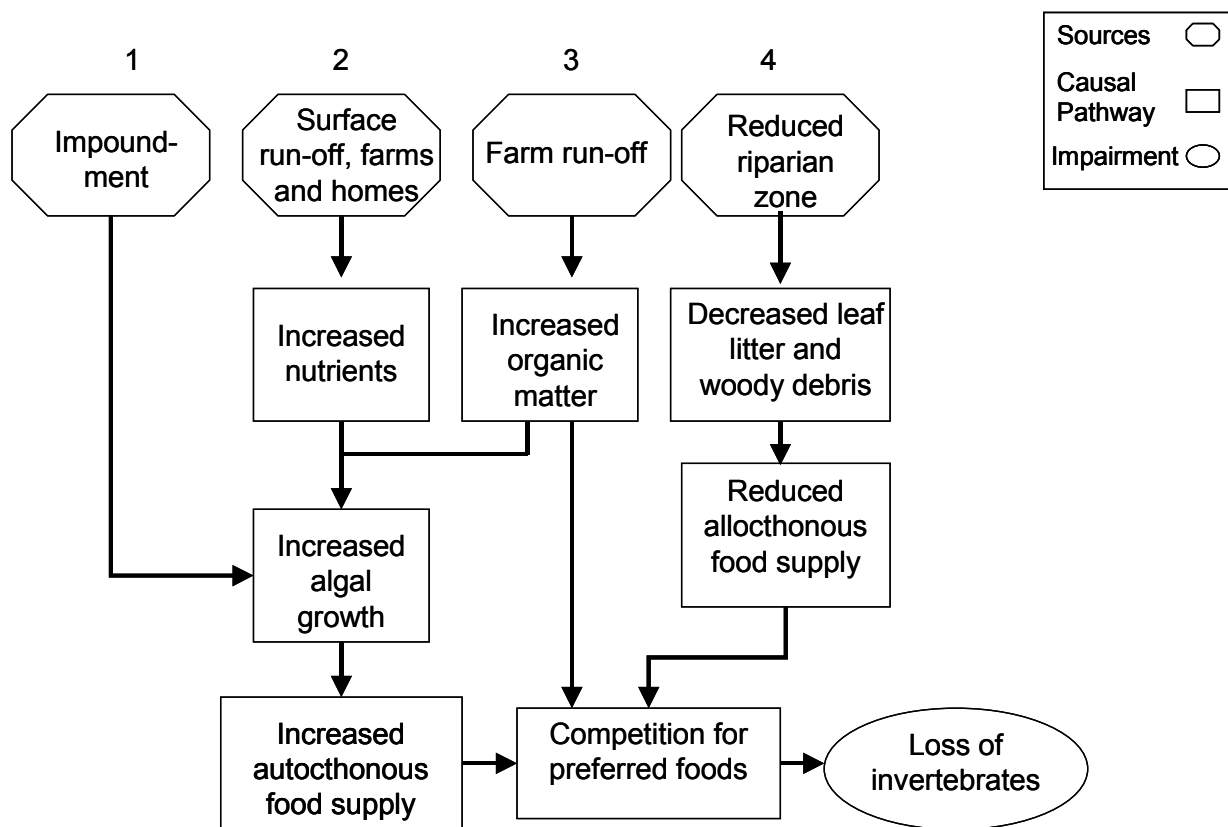 1
2
3
4
Impound-
ment
Surface
run-off, farms
and homes
Farm run-off
Reduced
riparian
zone
Sources
Causal
Pathway
Impairment
Increased
nutrients
Increased
organic
matter
Decreased leaf
litter and
woody debris
Increased
algal
growth
Reduced
allocthonous
food supply
Increased
autocthonous
food supply
Competition for
preferred foods
Loss of
invertebrates